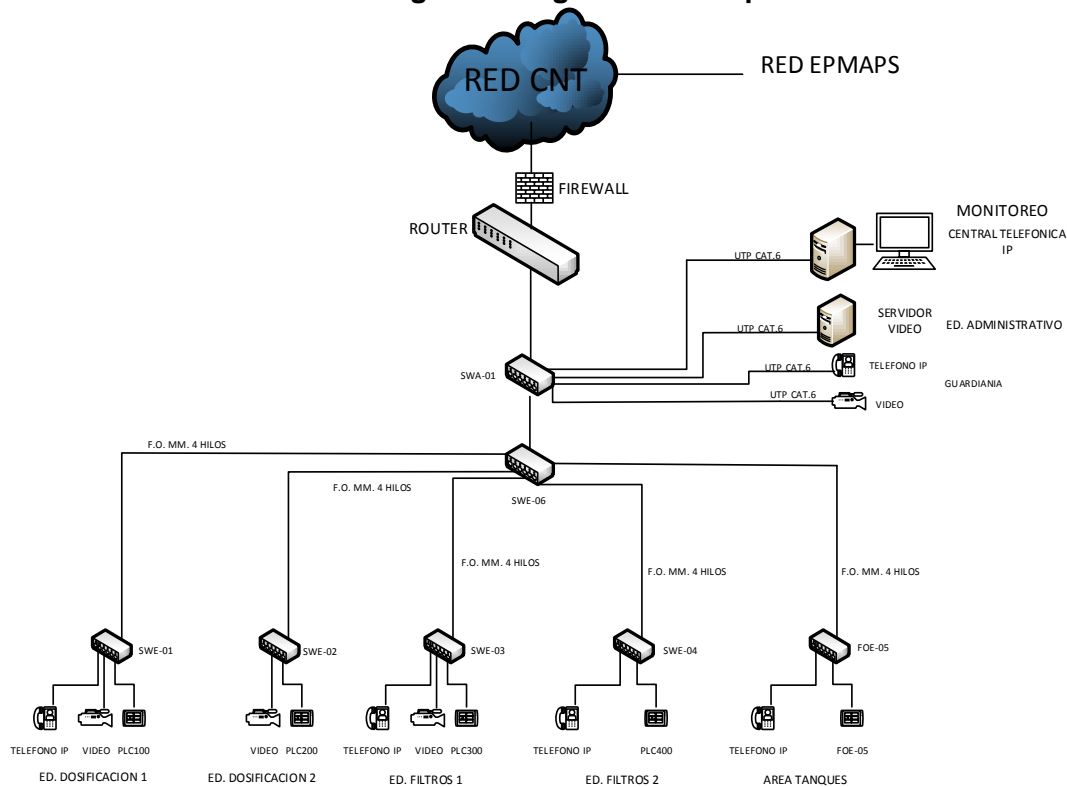 RED CNT
RED EPMAPS
FIREWALL
ROUTER
MONITOREO
CENTRAL TELEFONICA
IP
UTP CAT.6
SERVIDOR
VIDEO
ED. ADMINISTRATIVO
UTP CAT.6
UTP CAT.6
TELEFONO IP
GUARDIANIA
UTP CAT.6
VIDEO
SWA-01
F.O. MM. 4 HILOS
F.O. MM. 4 HILOS
SWE-06
F.O. MM. 4 HILOS
F.O. MM. 4 HILOS
F.O. MM. 4 HILOS
SWE-01
SWE-02
SWE-03
SWE-04
FOE-05
TELEFONO IP
VIDEO
PLC100
VIDEO
PLC200
TELEFONO IP
VIDEO
PLC300
TELEFONO IP
PLC400
TELEFONO IP
FOE-05
ED. DOSIFICACION 1
ED. DOSIFICACION 2
ED. FILTROS 1
ED. FILTROS 2
AREA TANQUES